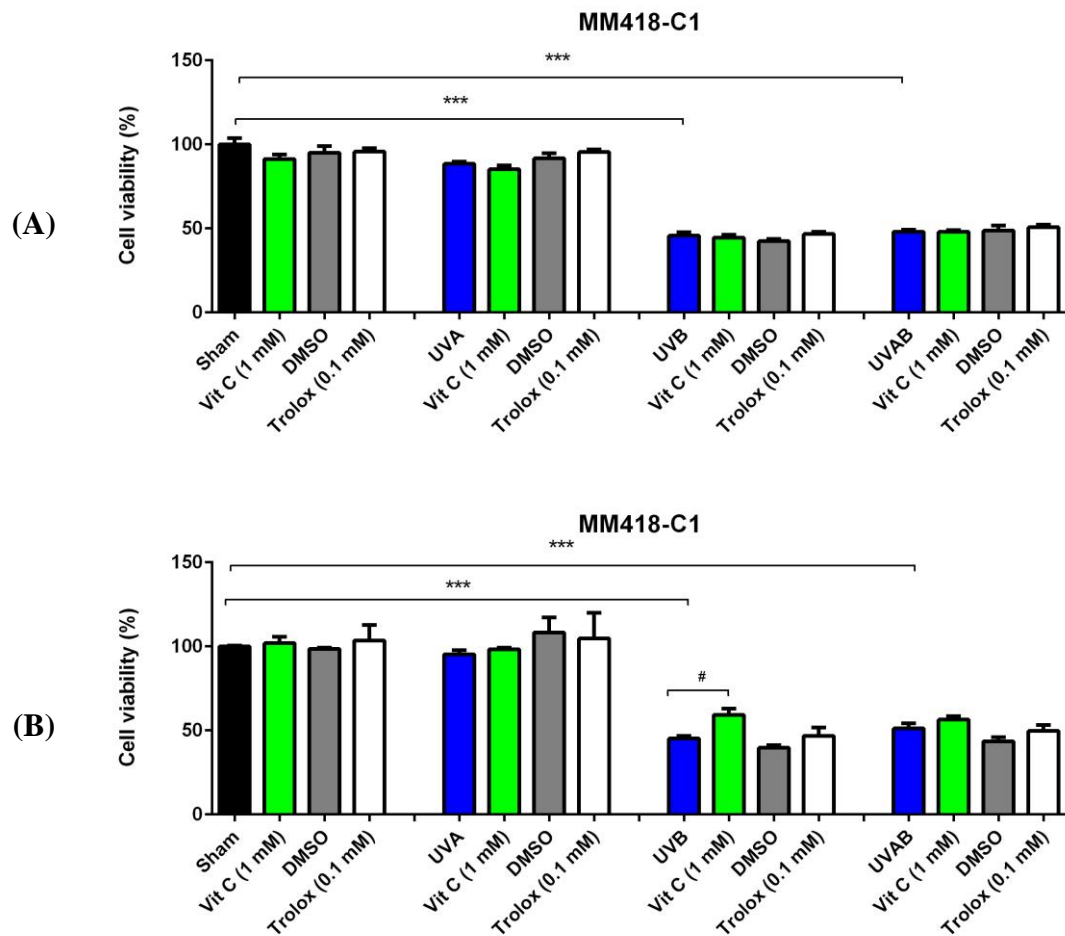 MM418-C1
150
100
50
0
Cell viability (%)
***
***
(A)
Sham
Vit C (1 mM)
DMSO
Trolox (0.1 mM)
UVA
Vit C (1 mM)
DMSO
Trolox (0.1 mM)
UVB
Vit C (1 mM)
DMSO
Trolox (0.1 mM)
UVAB
Vit C (1 mM)
DMSO
Trolox (0.1 mM)
MM418-C1
150
100
50
0
Cell viability (%)
***
***
#
(B)
Sham
Vit C (1 mM)
DMSO
Trolox (0.1 mM)
UVA
Vit C (1 mM)
DMSO
Trolox (0.1 mM)
UVB
Vit C (1 mM)
DMSO
Trolox (0.1 mM)
UVAB
Vit C (1 mM)
DMSO
Trolox (0.1 mM)